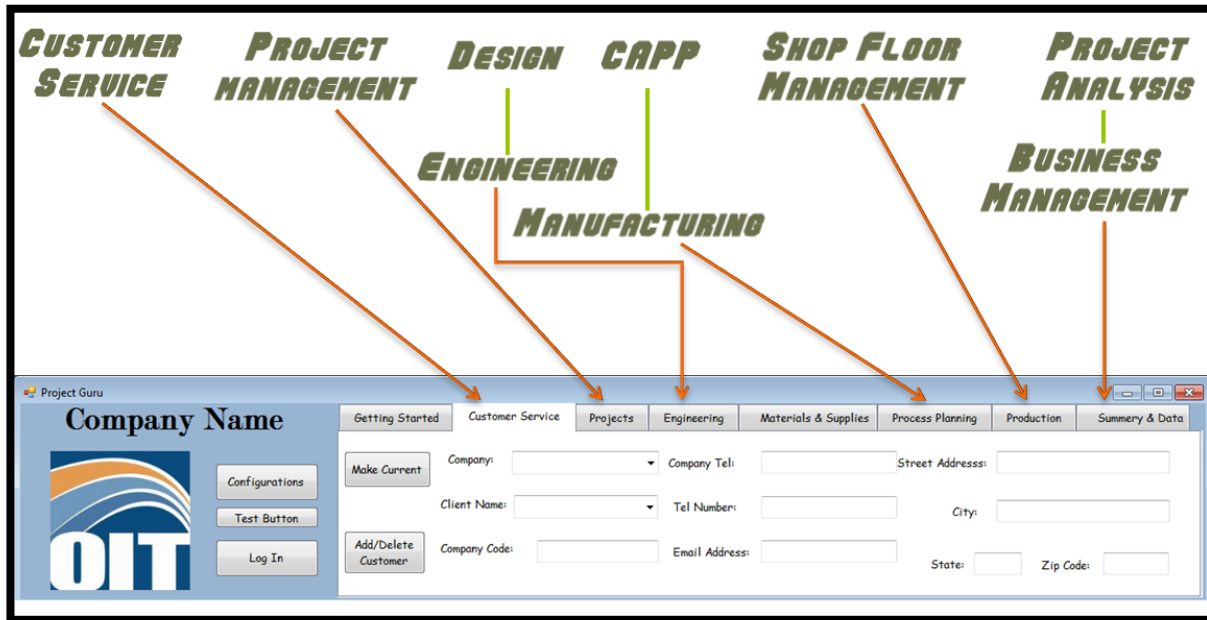 CUSTOMER
SERVICE
PROJECT
MANAGEMENT
DESIGN
CAPP
SHOP FLOOR
MANAGEMENT
PROJECT
ANALYSIS
ENGINEERING
BUSINESS
MANAGEMENT
MANUFACTURING
Project Guru
Company Name
Getting Started
Customer Service
Projects
Engineering
Materials & Supplies
Process Planning
Production
Summery & Data
Make Current
Company:
Company Tel:
Street Addresss:
Configurations
Client Name:
Tel Number:
City:
Test Button
Add/Delete
Customer
Company Code:
Email Address:
State:
Zip Code:
Log In
OIT